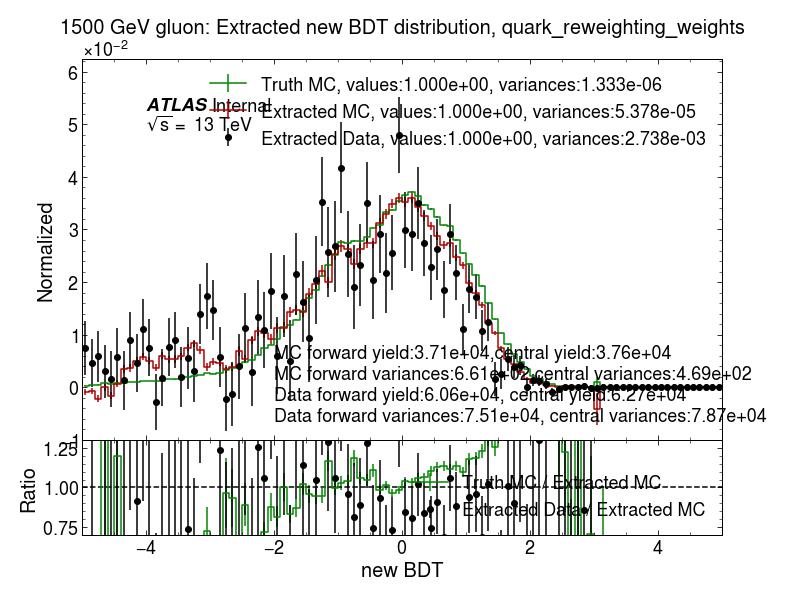 1500 GeV gluon: Extracted new BDT distribution, quark_reweighting_weights
×10⁻²
Truth MC, values:1.000e+00, variances:1.333e-06
ATLAS Internal
Extracted MC, values:1.000e+00, variances:5.378e-05
√s = 13 TeV
Extracted Data, values:1.000e+00, variances:2.738e-03
6
5
4
3
2
1
0
−1
Normalized
MC forward yield:3.71e+04,central yield:3.76e+04
MC forward variances:6.61e+02,central variances:4.69e+02
Data forward yield:6.06e+04, central yield:6.27e+04
Data forward variances:7.51e+04, central variances:7.87e+04
1.25
1.00
0.75
Ratio
Truth MC / Extracted MC
Extracted Data / Extracted MC
−4 −2 0 2 4
new BDT